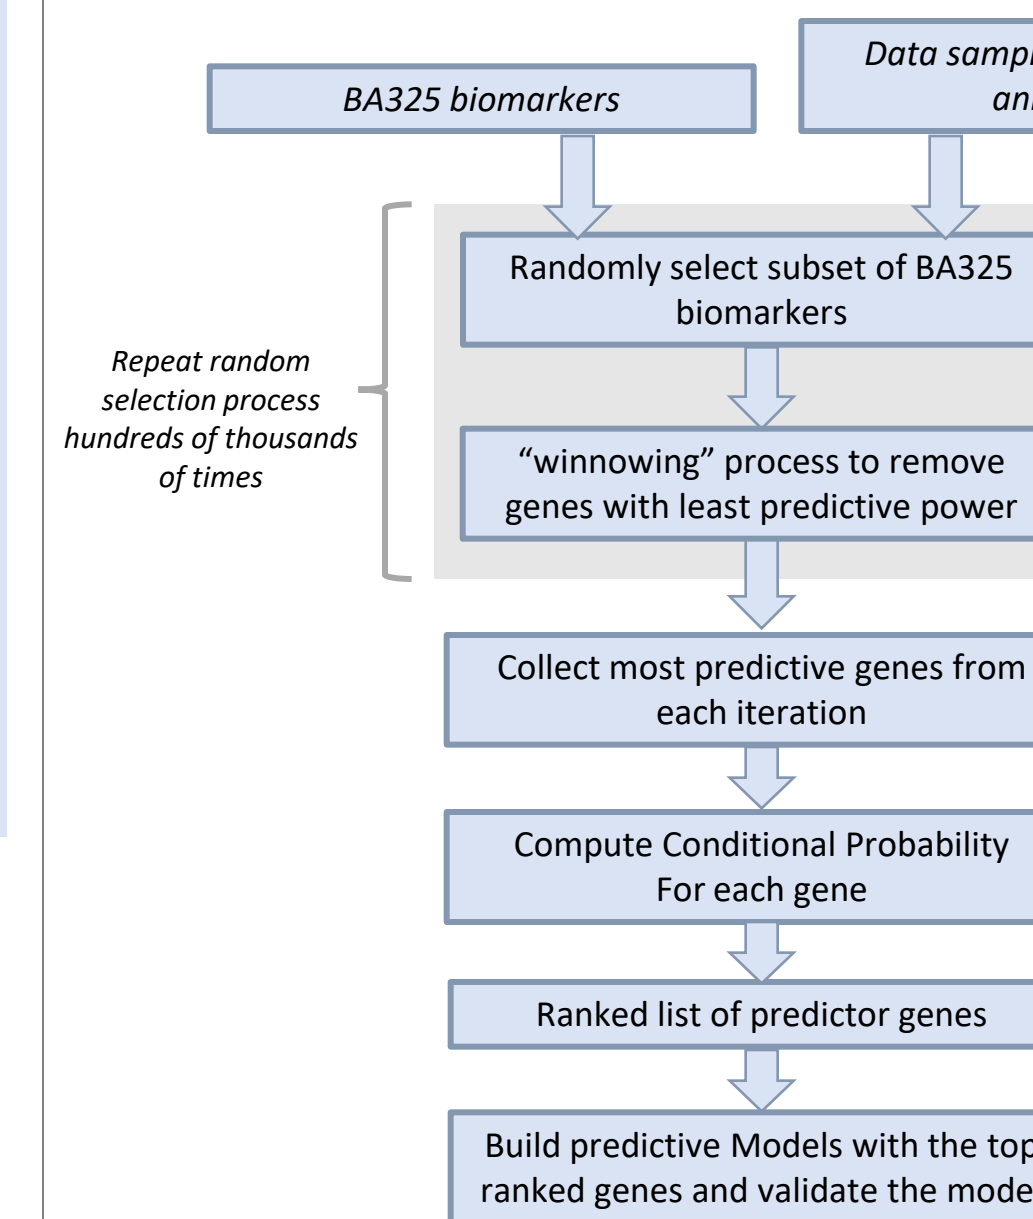 BA325 biomarkers
Data sampl
an
Randomly select subset of BA325
biomarkers
Repeat random
selection process
hundreds of thousands
of times
“winnowing” process to remove
genes with least predictive power
Collect most predictive genes from
each iteration
Compute Conditional Probability
For each gene
Ranked list of predictor genes
Build predictive Models with the top
ranked genes and validate the mode